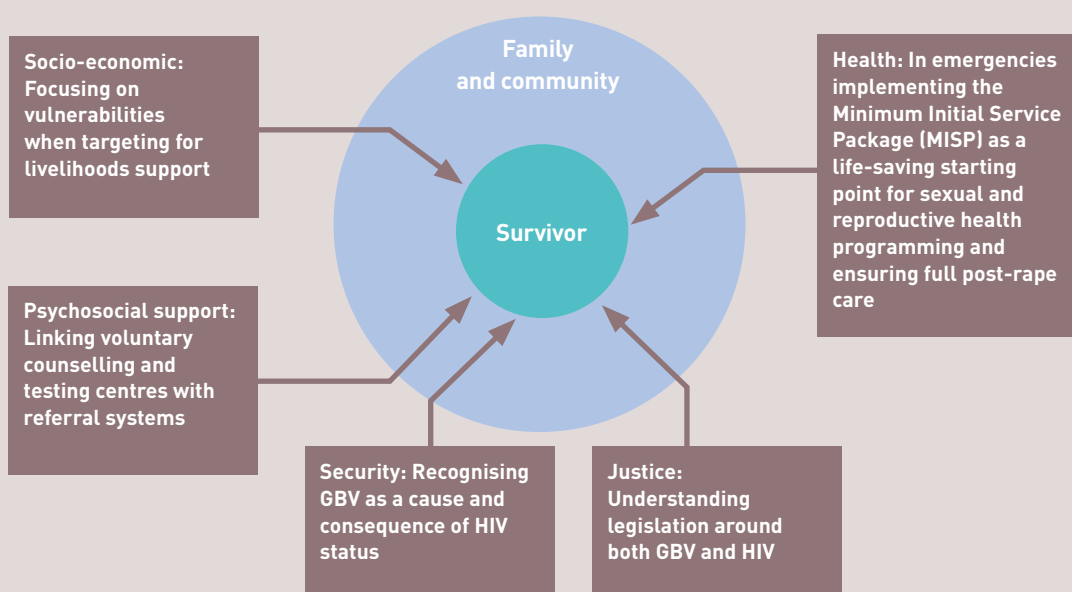 Family
and community
Survivor
Socio-economic:
Focusing on
vulnerabilities
when targeting for
livelihoods support
Health: In emergencies
implementing the
Minimum Initial Service
Package (MISP) as a
life-saving starting
point for sexual and
reproductive health
programming and
ensuring full post-rape
care
Psychosocial support:
Linking voluntary
counselling and
testing centres with
referral systems
Security: Recognising
GBV as a cause and
consequence of HIV
status
Justice:
Understanding
legislation around
both GBV and HIV